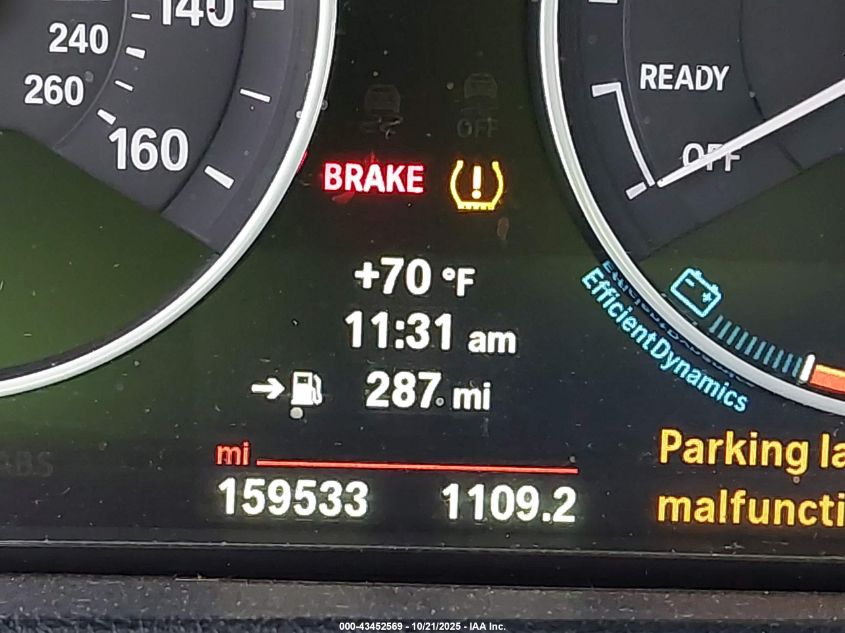 140
240
260
160
READY
OFF
OFF
BRAKE
+70 °F
11:31 am
287 mi
EfficientDynamics
ABS
mi
159533 1109.2
Parking la
malfuncti
000-43452569 - 10/21/2025 - IAA Inc.